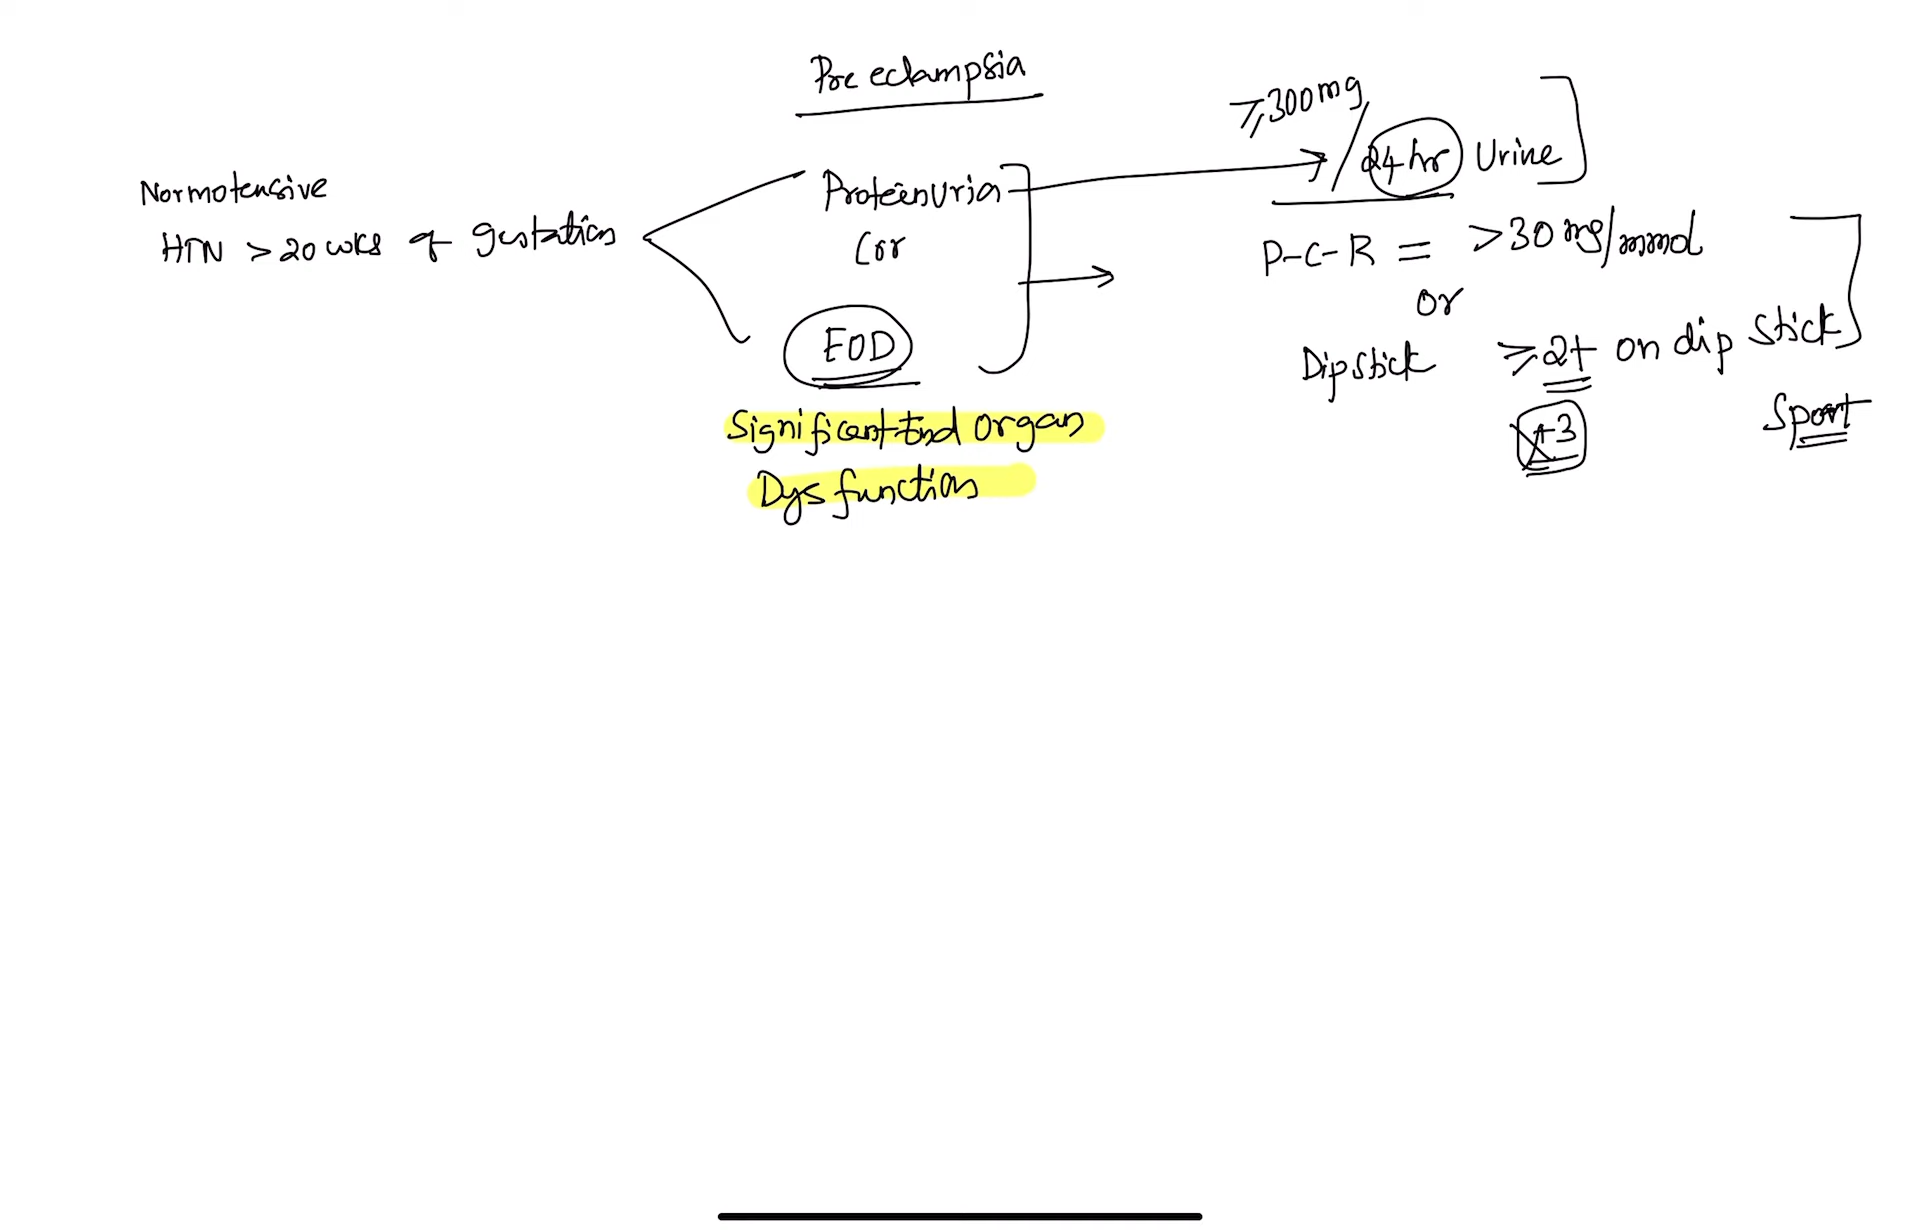 Pre eclampsia
Normotensive
HTN > 20 wks of gestation
Proteinuria
(or
EOD
Significant End organ
Dysfunction
≥300mg
/24 hr Urine
P-C-R = >30 mg/mmol
or
Dipstick ≥2+ on dip stick
+3